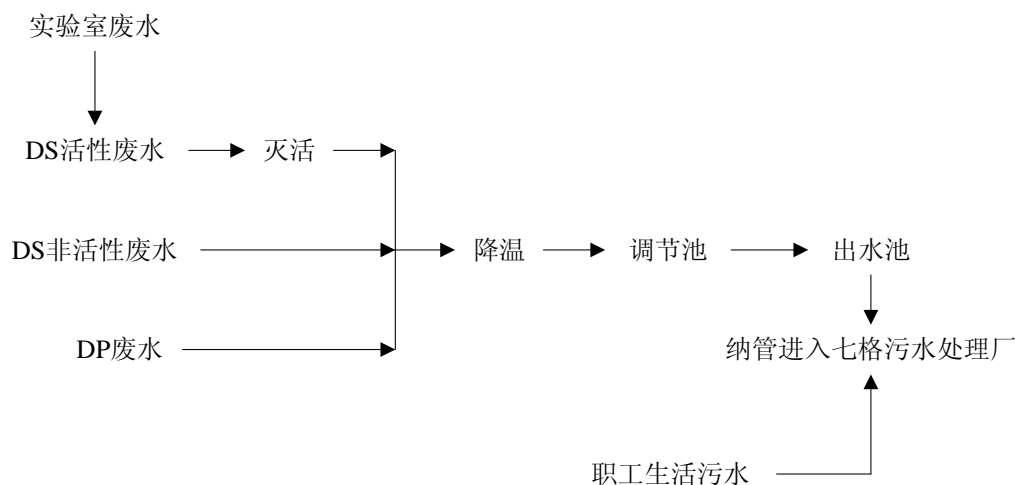 实验室废水
DS活性废水
灭活
DS非活性废水
降温
调节池
出水池
DP废水
纳管进入七格污水处理厂
职工生活污水